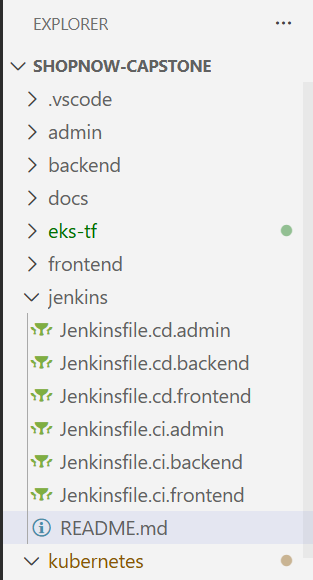 EXPLORER ...
SHOPNOW-CAPSTONE
.vscode
admin
backend
docs
eks-tf
frontend
jenkins
Jenkinsfile.cd.admin
Jenkinsfile.cd.backend
Jenkinsfile.cd.frontend
Jenkinsfile.ci.admin
Jenkinsfile.ci.backend
Jenkinsfile.ci.frontend
README.md
kubernetes